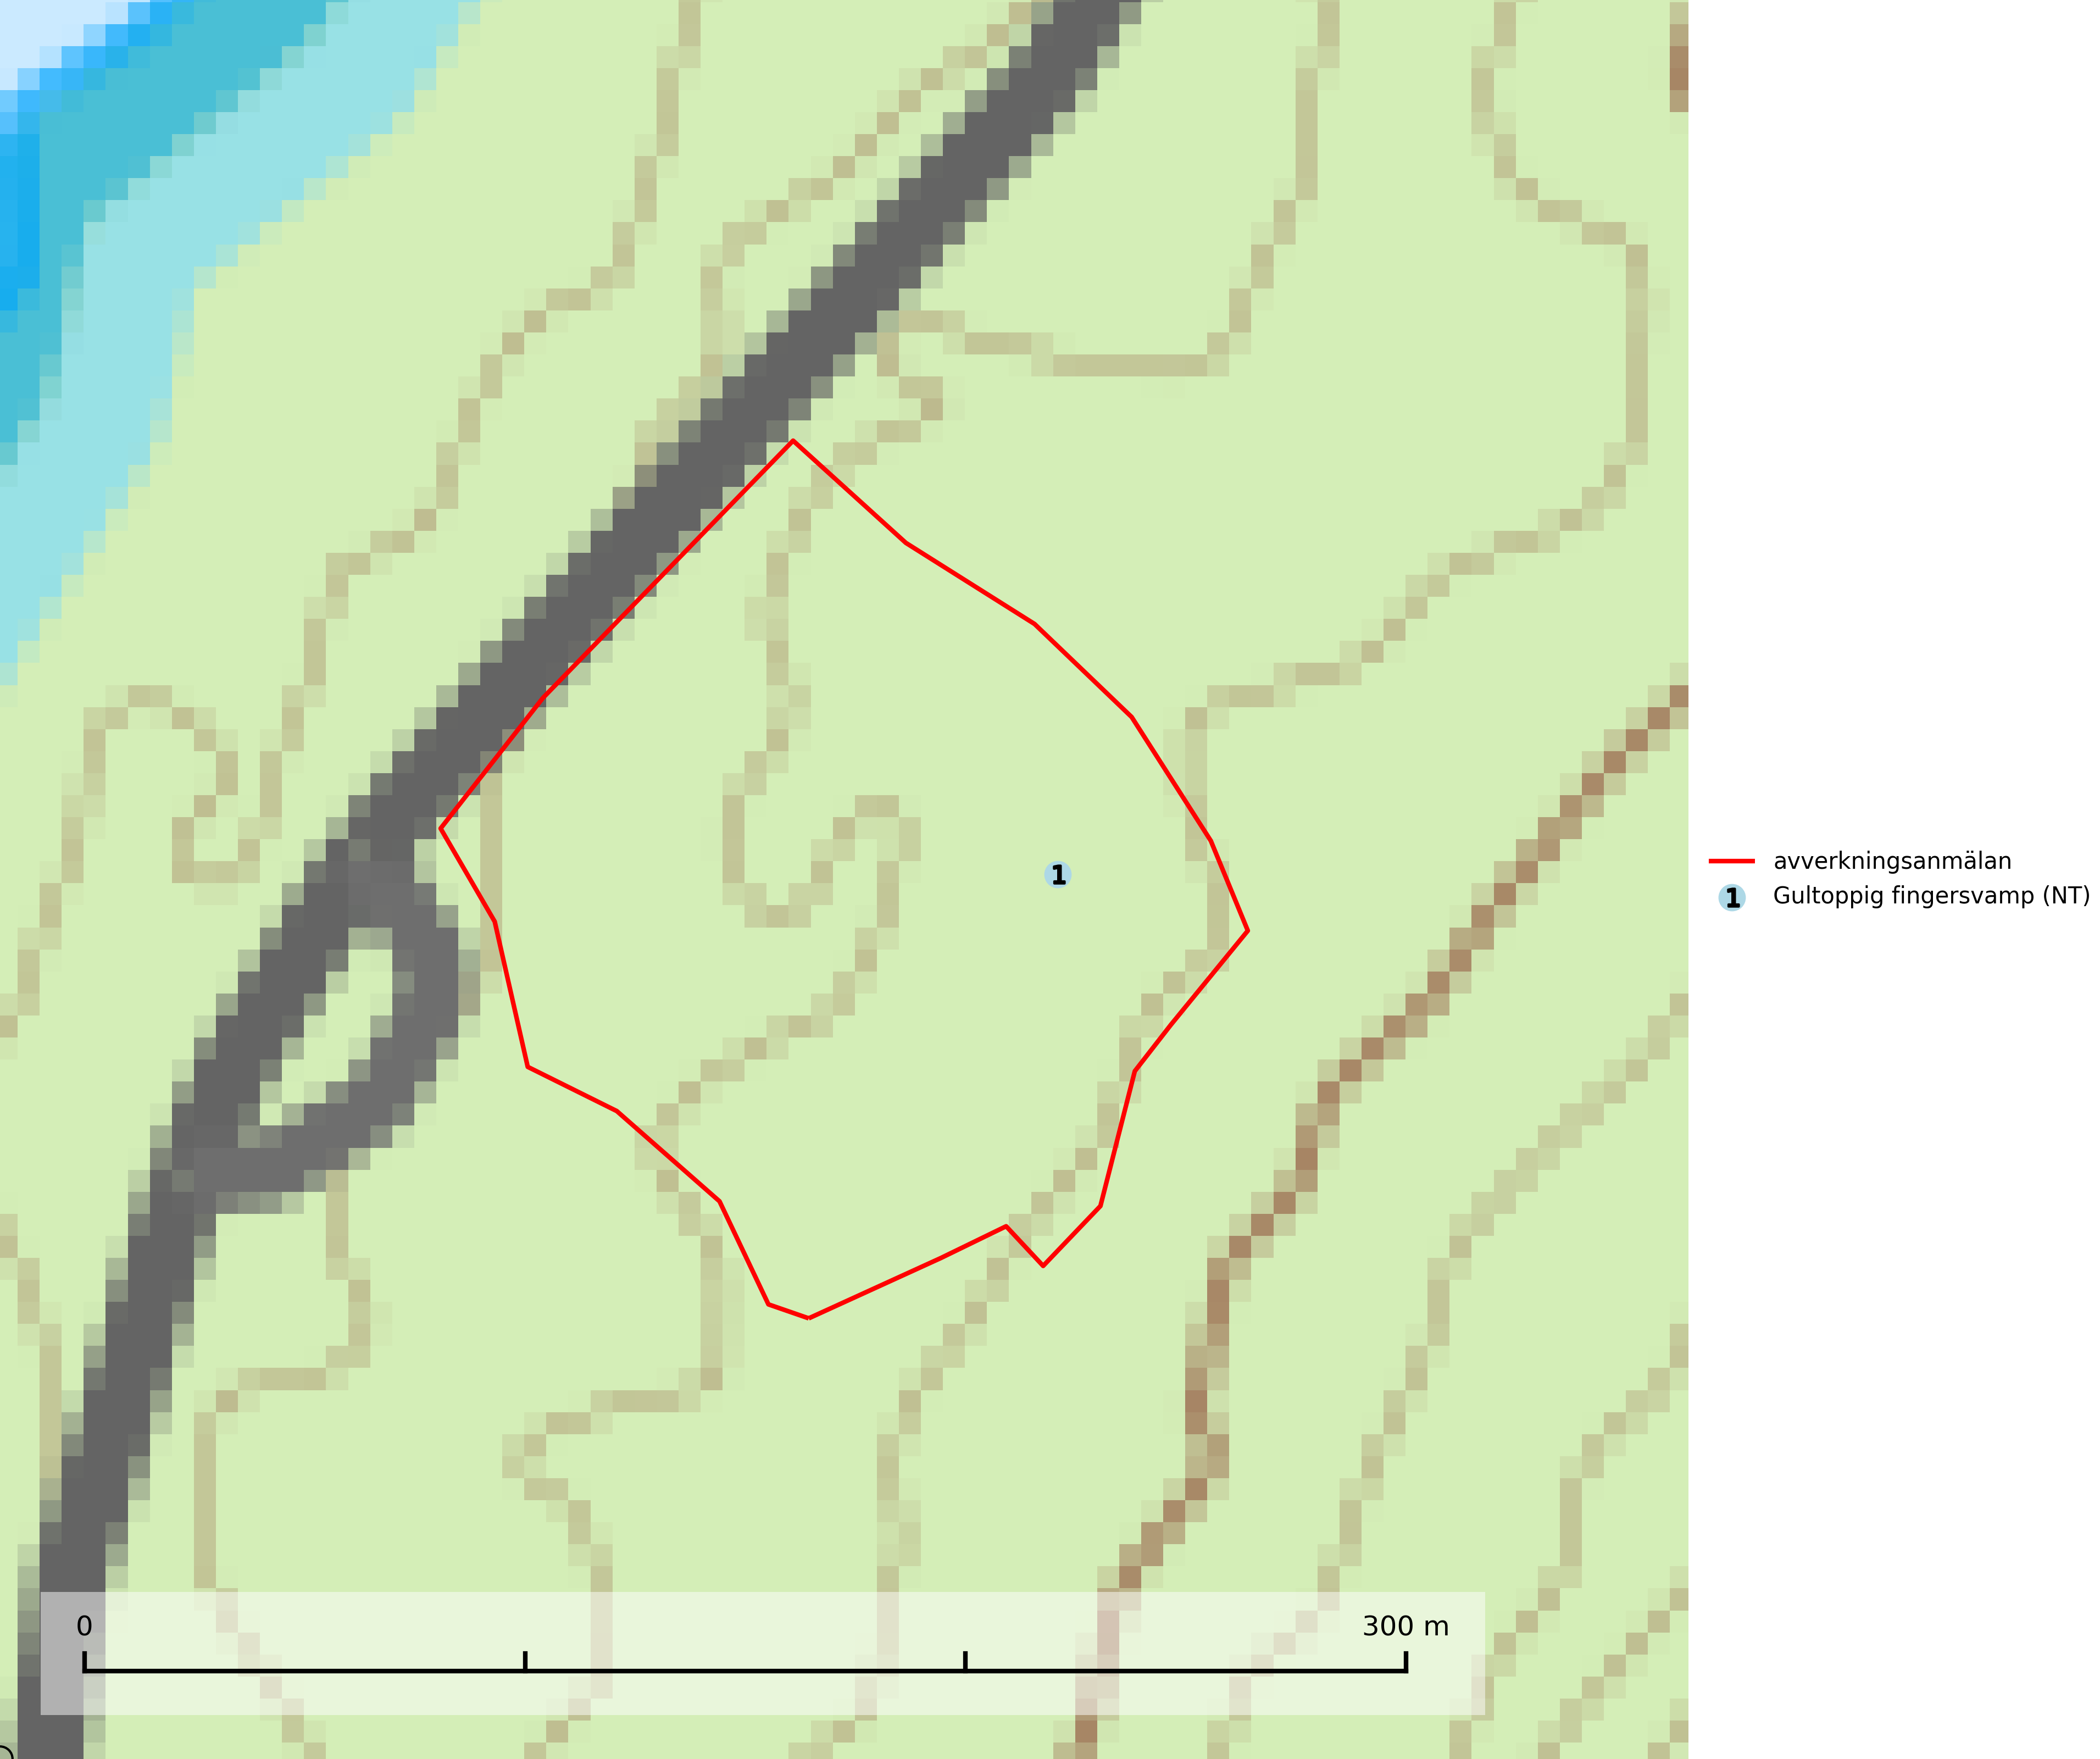 1
avverkningsanmälan
1 Gultoppig fingersvamp (NT)
0 300 m